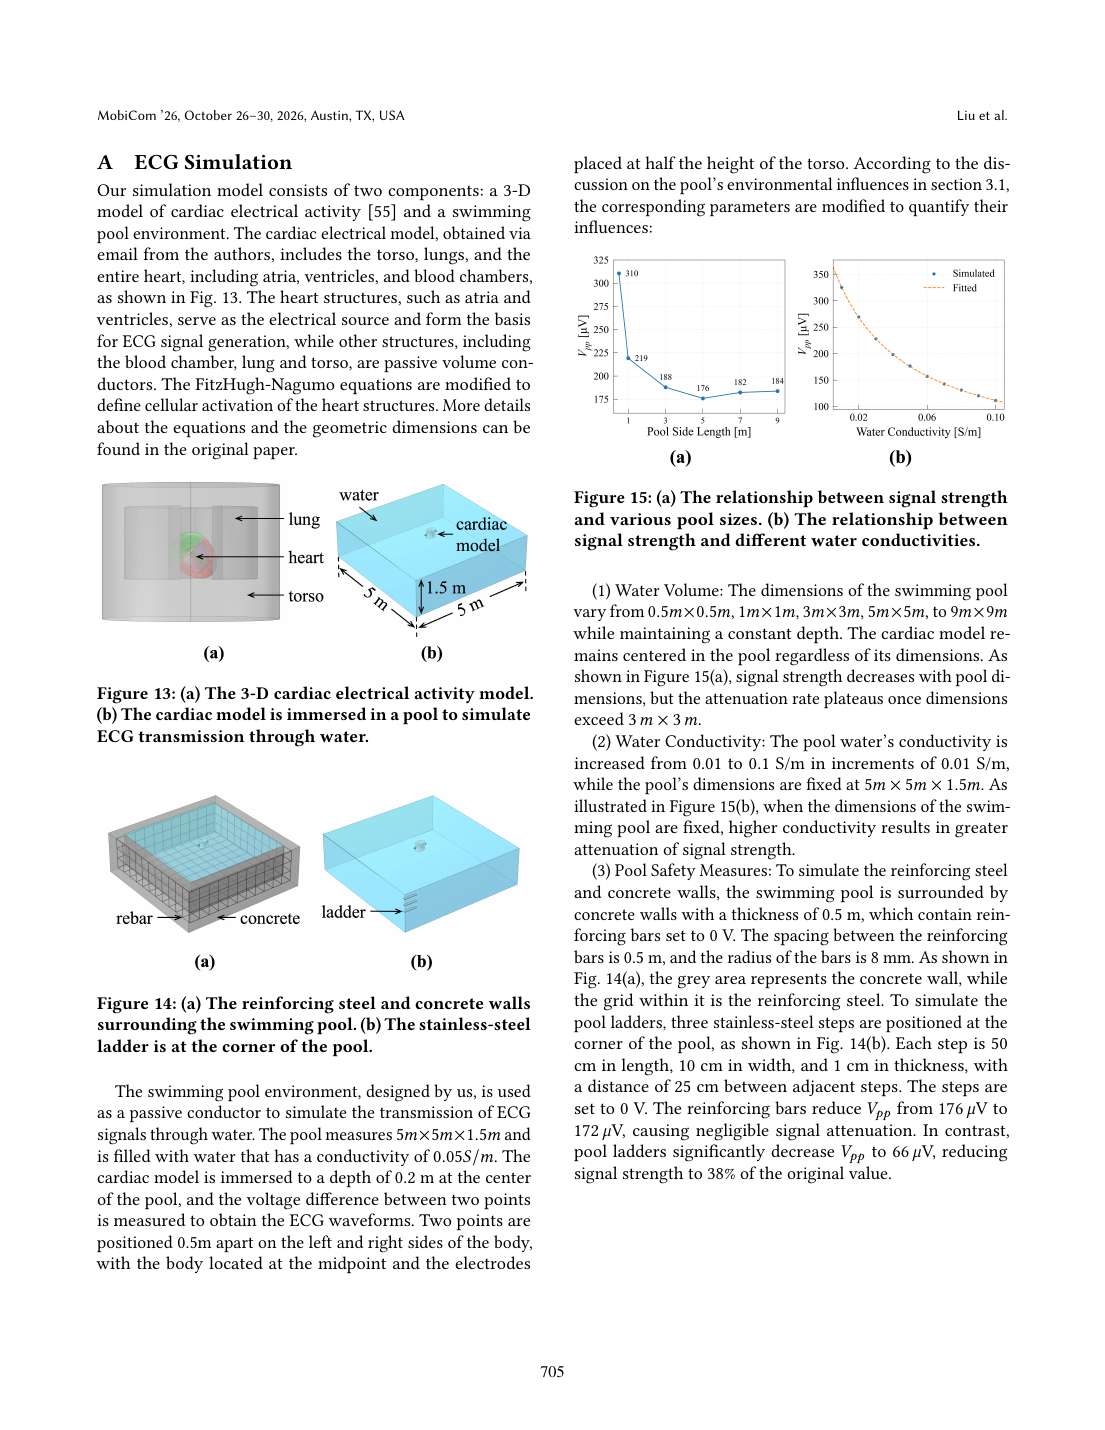 MobiCom ’26, October 26–30, 2026, Austin, TX, USA
Liu et al.
A ECG Simulation
Our simulation model consists of two components: a 3-D
model of cardiac electrical activity [55] and a swimming
pool environment. The cardiac electrical model, obtained via
email from the authors, includes the torso, lungs, and the
entire heart, including atria, ventricles, and blood chambers,
as shown in Fig. 13. The heart structures, such as atria and
ventricles, serve as the electrical source and form the basis
for ECG signal generation, while other structures, including
the blood chamber, lung and torso, are passive volume con-
ductors. The FitzHugh-Nagumo equations are modified to
define cellular activation of the heart structures. More details
about the equations and the geometric dimensions can be
found in the original paper.
lung
heart
torso
(a)
water
cardiac
model
1.5 m
5 m
5 m
(b)
Figure 13: (a) The 3-D cardiac electrical activity model.
(b) The cardiac model is immersed in a pool to simulate
ECG transmission through water.
rebar
concrete
(a)
ladder
(b)
Figure 14: (a) The reinforcing steel and concrete walls
surrounding the swimming pool. (b) The stainless-steel
ladder is at the corner of the pool.
The swimming pool environment, designed by us, is used
as a passive conductor to simulate the transmission of ECG
signals through water. The pool measures 5m×5m×1.5m and
is filled with water that has a conductivity of 0.05S/m. The
cardiac model is immersed to a depth of 0.2 m at the center
of the pool, and the voltage difference between two points
is measured to obtain the ECG waveforms. Two points are
positioned 0.5m apart on the left and right sides of the body,
with the body located at the midpoint and the electrodes
placed at half the height of the torso. According to the dis-
cussion on the pool’s environmental influences in section 3.1,
the corresponding parameters are modified to quantify their
influences:
325
300
275
250
225
200
175
Vpp [μV]
310
219
188
176
182
184
1 3 5 7 9
Pool Side Length [m]
(a)
350
300
250
200
150
100
Vpp [μV]
Simulated
Fitted
0.02 0.06 0.10
Water Conductivity [S/m]
(b)
Figure 15: (a) The relationship between signal strength
and various pool sizes. (b) The relationship between
signal strength and different water conductivities.
(1) Water Volume: The dimensions of the swimming pool
vary from 0.5m×0.5m, 1m×1m, 3m×3m, 5m×5m, to 9m×9m
while maintaining a constant depth. The cardiac model re-
mains centered in the pool regardless of its dimensions. As
shown in Figure 15(a), signal strength decreases with pool di-
mensions, but the attenuation rate plateaus once dimensions
exceed 3 m × 3 m.
(2) Water Conductivity: The pool water’s conductivity is
increased from 0.01 to 0.1 S/m in increments of 0.01 S/m,
while the pool’s dimensions are fixed at 5m × 5m × 1.5m. As
illustrated in Figure 15(b), when the dimensions of the swim-
ming pool are fixed, higher conductivity results in greater
attenuation of signal strength.
(3) Pool Safety Measures: To simulate the reinforcing steel
and concrete walls, the swimming pool is surrounded by
concrete walls with a thickness of 0.5 m, which contain rein-
forcing bars set to 0 V. The spacing between the reinforcing
bars is 0.5 m, and the radius of the bars is 8 mm. As shown in
Fig. 14(a), the grey area represents the concrete wall, while
the grid within it is the reinforcing steel. To simulate the
pool ladders, three stainless-steel steps are positioned at the
corner of the pool, as shown in Fig. 14(b). Each step is 50
cm in length, 10 cm in width, and 1 cm in thickness, with
a distance of 25 cm between adjacent steps. The steps are
set to 0 V. The reinforcing bars reduce Vpp from 176 μV to
172 μV, causing negligible signal attenuation. In contrast,
pool ladders significantly decrease Vpp to 66 μV, reducing
signal strength to 38% of the original value.
705